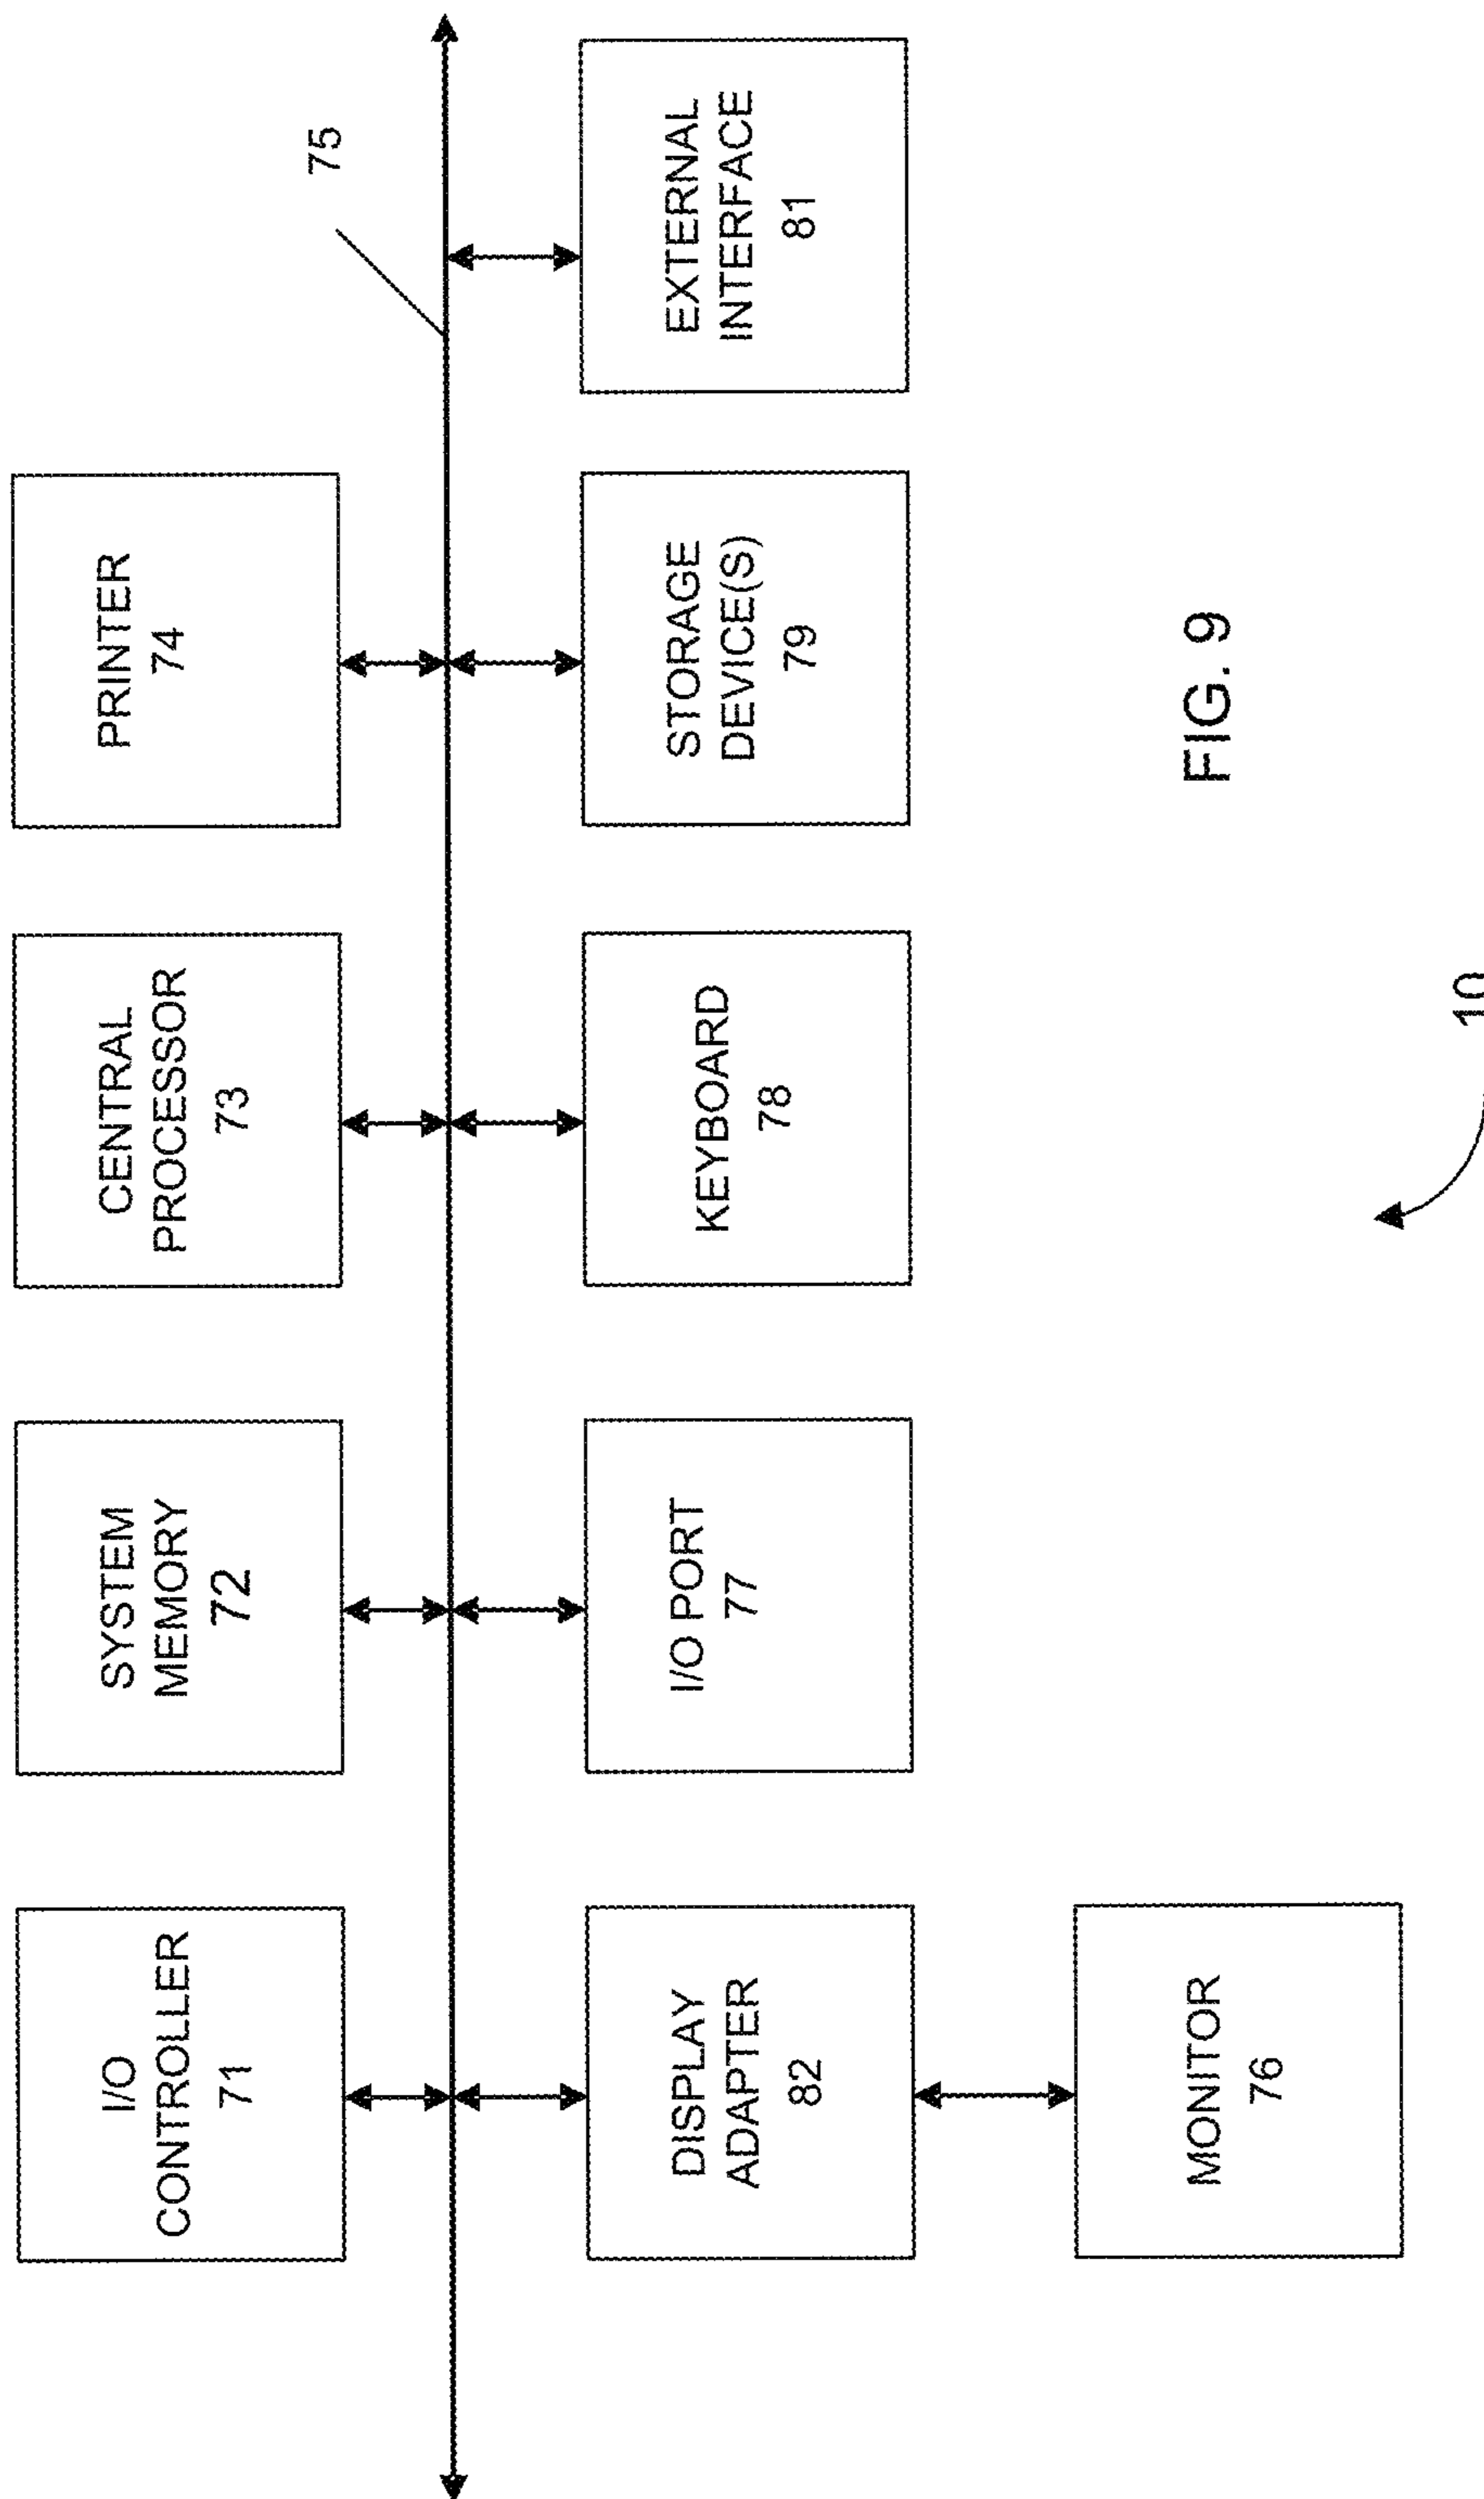 I/O
CONTROLLER
71
SYSTEM
MEMORY
72
CENTRAL
PROCESSOR
73
PRINTER
74
75
DISPLAY
ADAPTER
82
I/O PORT
77
KEYBOARD
78
STORAGE
DEVICE(S)
79
EXTERNAL
INTERFACE
81
MONITOR
76
FIG. 9
10